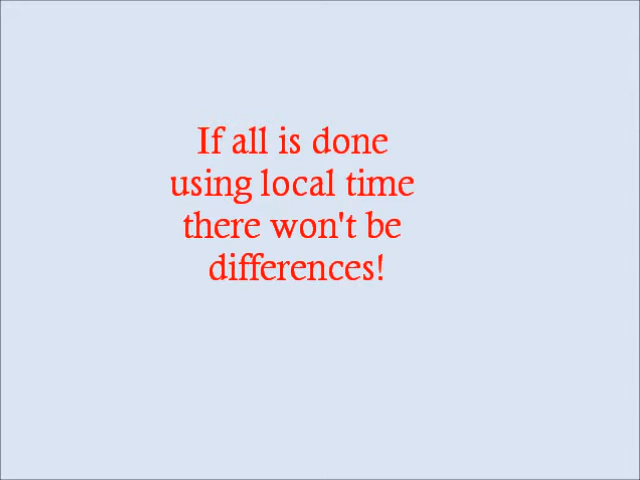 If all is done
using local time
there won't be
differences!